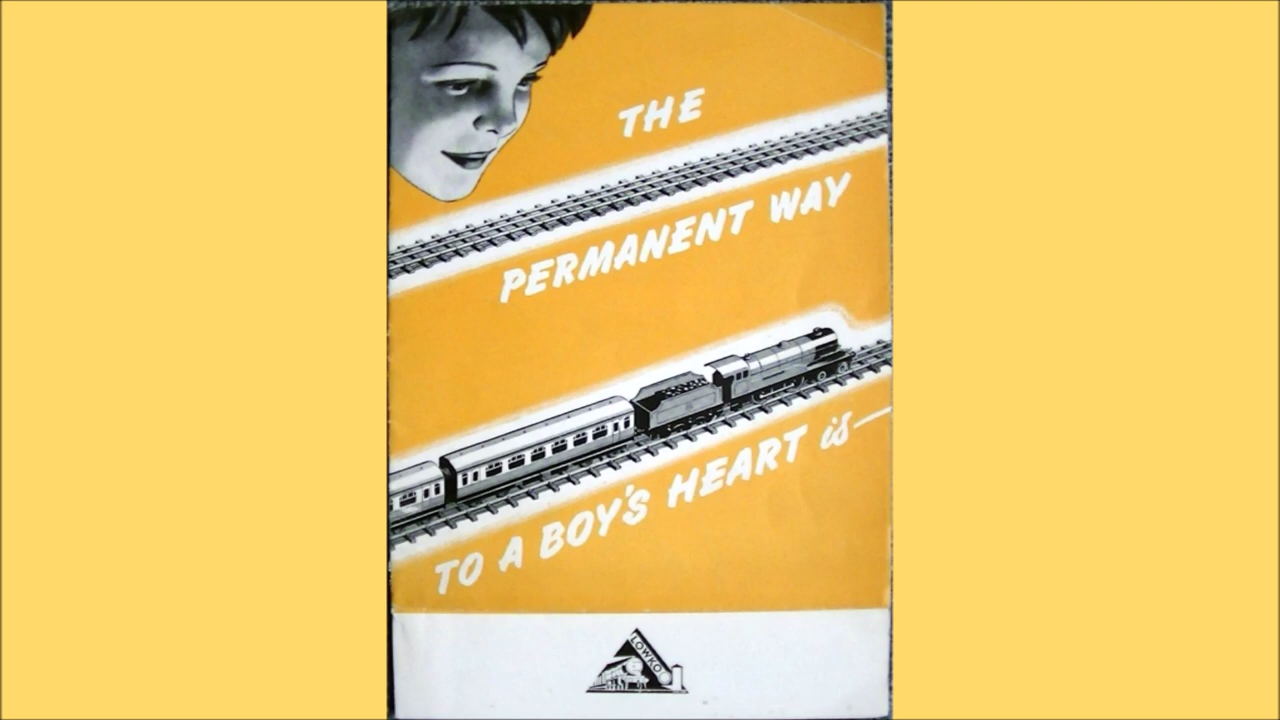 THE
PERMANENT WAY
TO A BOY'S HEART is—
LOWKO